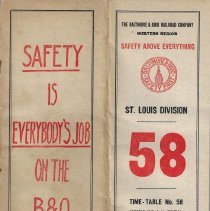 SAFETY
IS
EVERYBODY'S JOB
ON THE
B&O
THE BALTIMORE & OHIO RAILROAD COMPANY
WESTERN REGION
SAFETY ABOVE EVERYTHING
ST. LOUIS DIVISION
58
TIME-TABLE No. 58